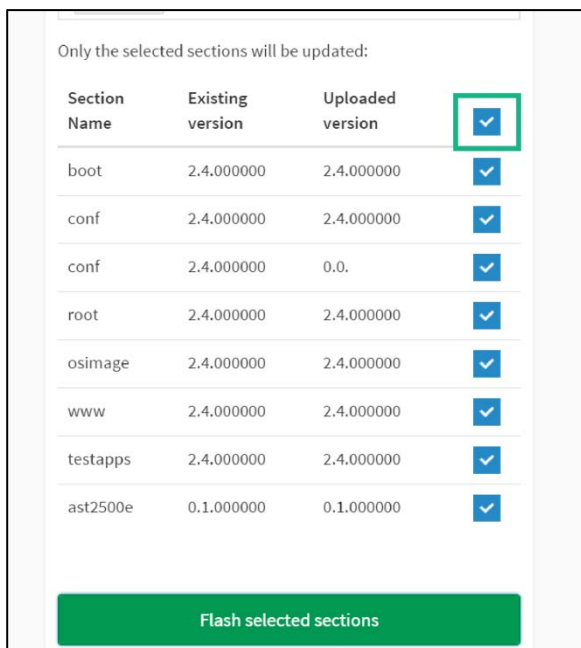 Only the selected sections will be updated:
Section Name Existing version Uploaded version
boot 2.4.000000 2.4.000000
conf 2.4.000000 2.4.000000
conf 2.4.000000 0.0.
root 2.4.000000 2.4.000000
osimage 2.4.000000 2.4.000000
www 2.4.000000 2.4.000000
testapps 2.4.000000 2.4.000000
ast2500e 0.1.000000 0.1.000000
Flash selected sections